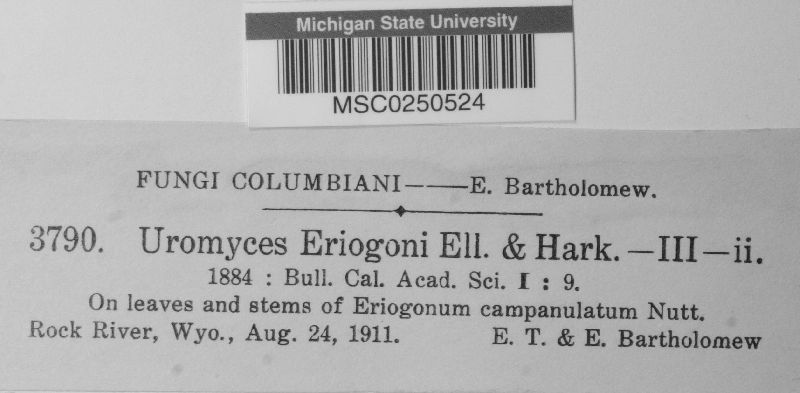 Michigan State University
MSC0250524
FUNGI COLUMBIANI——E. Bartholomew.
3790. Uromyces Eriogoni Ell. & Hark.—III—ii.
1884 : Bull. Cal. Acad. Sci. I : 9.
On leaves and stems of Eriogonum campanulatum Nutt.
Rock River, Wyo., Aug. 24, 1911. E. T. & E. Bartholomew